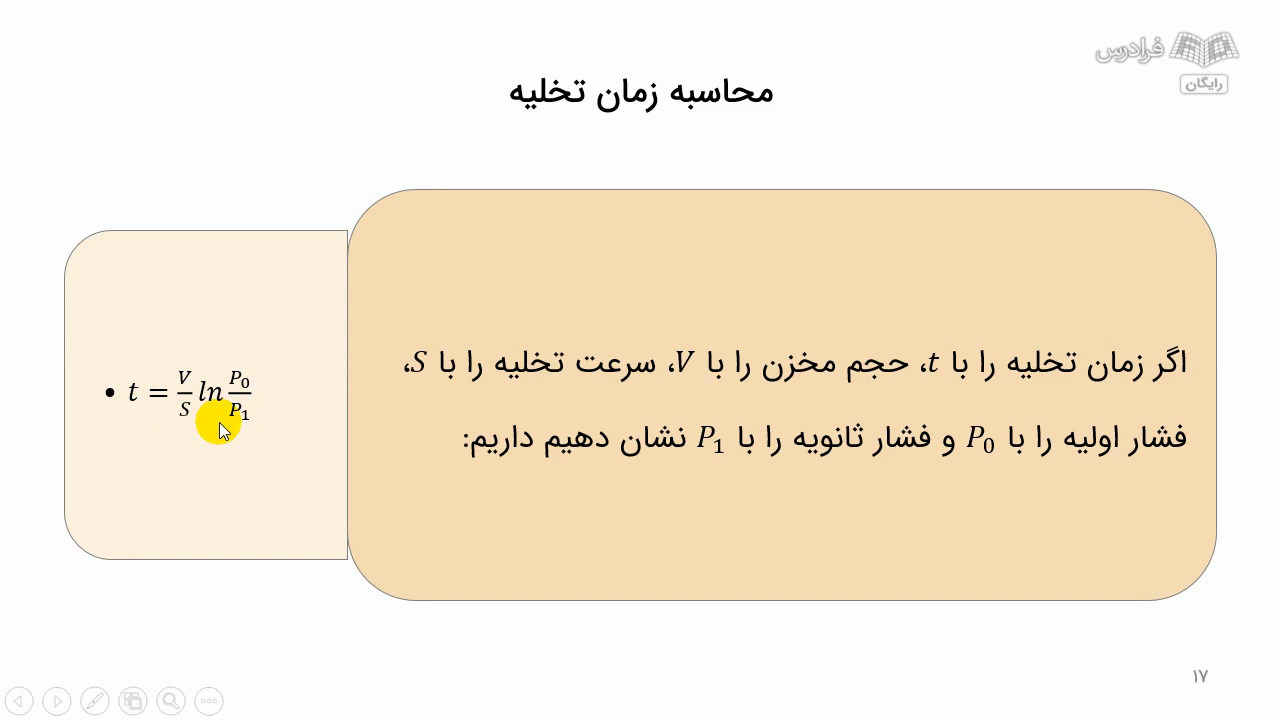 فرادرس
رایگان
محاسبه زمان تخلیه
اگر زمان تخلیه را با t، حجم مخزن را با V، سرعت تخلیه را با S،
فشار اولیه را با P₀ و فشار ثانویه را با P₁ نشان دهیم داریم:
• t = V/S ln P₀/P₁
۱۷